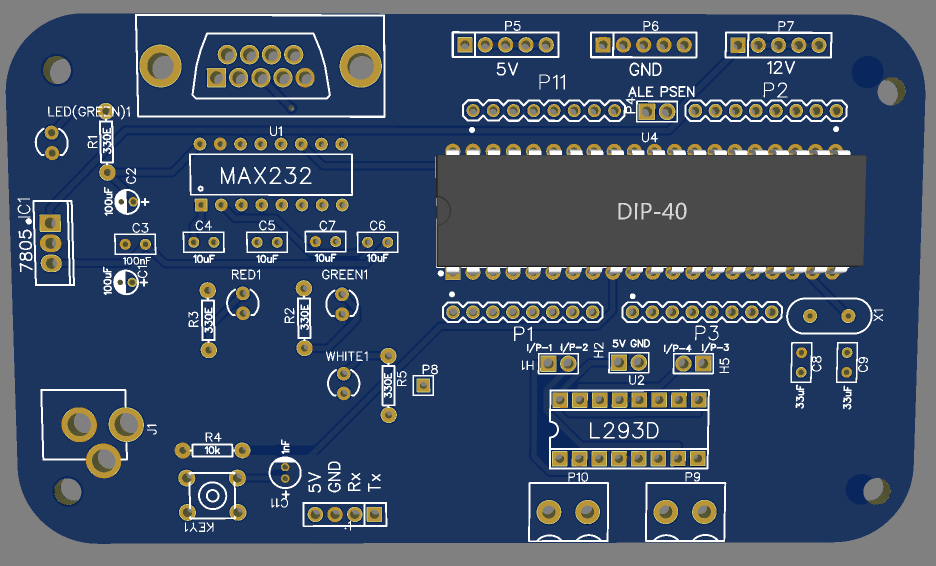 P5 P6 P7
5V GND 12V
P11 ALE PSEN P2
P4
LED(GREEN)1
R1 330E
U1 U4
MAX232
DIP-40
C2
100uF +
IC1
7805
C3
100nF
C1
100uF +
C4 C5 C7 C6
10uF 10uF 10uF 10uF
RED1 GREEN1
R3 330E R2 330E
P1 P3
X1
I/P-1 I/P-2 5V GND I/P-4 I/P-3
H1 H2 H5
U2
C8 C9
33uF 33uF
WHITE1
330E R5 P8
J1
L293D
R4
10k
1nF
C11 +
KEY1
5V GND Rx Tx
P10 P9